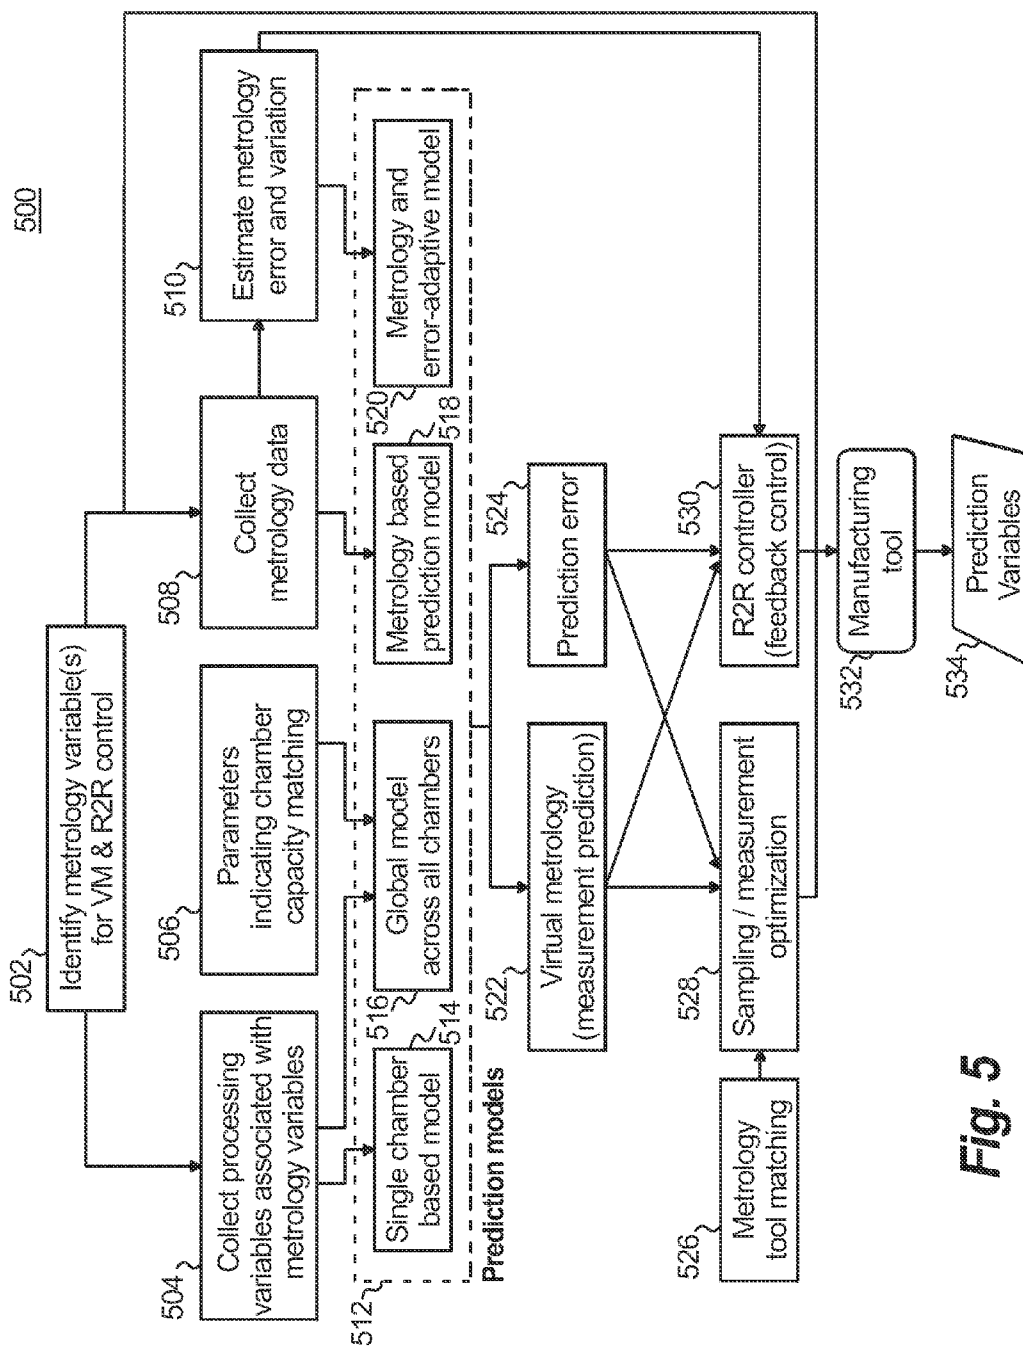 500
502
Identify metrology variable(s)
for VM & R2R control
504
Collect processing
variables associated with
metrology variables
506
Parameters
indicating chamber
capacity matching
508
Collect
metrology data
510
Estimate metrology
error and variation
512
Single chamber
based model
514
516
Global model
across all chambers
Metrology based
prediction model
518
520
Metrology and
error-adaptive model
Prediction models
522
Virtual metrology
(measurement prediction)
524
Prediction error
526
Metrology
tool matching
528
Sampling / measurement
optimization
530
R2R controller
(feedback control)
532
Manufacturing
tool
534
Prediction
Variables
Fig. 5